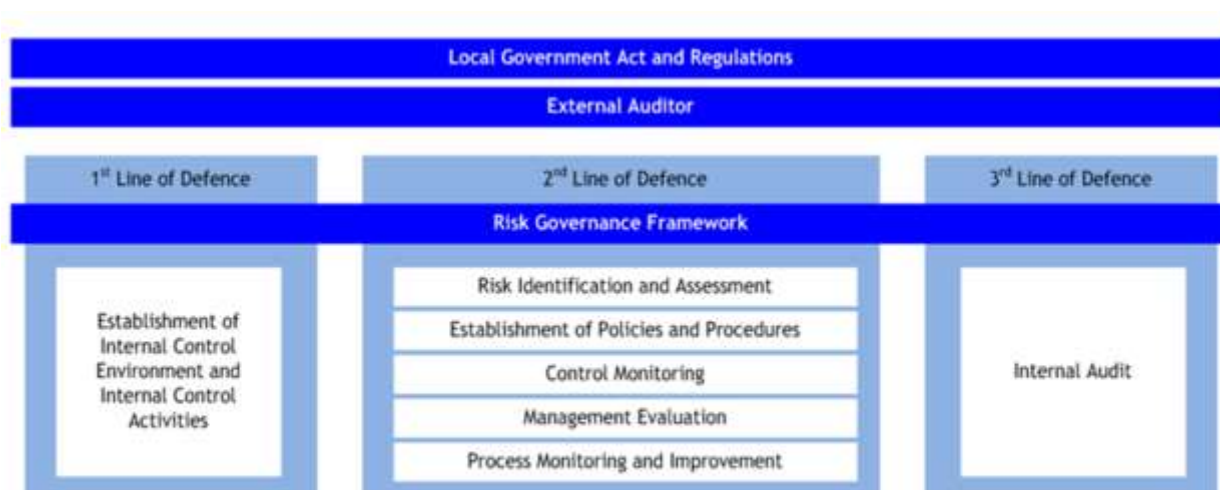 Local Government Act and Regulations
External Auditor
1st Line of Defence
2nd Line of Defence
3rd Line of Defence
Risk Governance Framework
Establishment of
Internal Control
Environment and
Internal Control
Activities
Risk Identification and Assessment
Establishment of Policies and Procedures
Control Monitoring
Management Evaluation
Process Monitoring and Improvement
Internal Audit